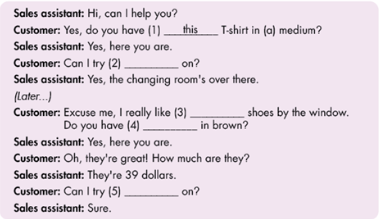 Sales assistant: Hi, can I help you?
Customer: Yes, do you have (1) ___this___ T-shirt in (a) medium?
Sales assistant: Yes, here you are.
Customer: Can I try (2) _________ on?
Sales assistant: Yes, the changing room's over there.
(Later...)
Customer: Excuse me, I really like (3) _________ shoes by the window.
Do you have (4) _________ in brown?
Sales assistant: Yes, here you are.
Customer: Oh, they're great! How much are they?
Sales assistant: They're 39 dollars.
Customer: Can I try (5) _________ on?
Sales assistant: Sure.